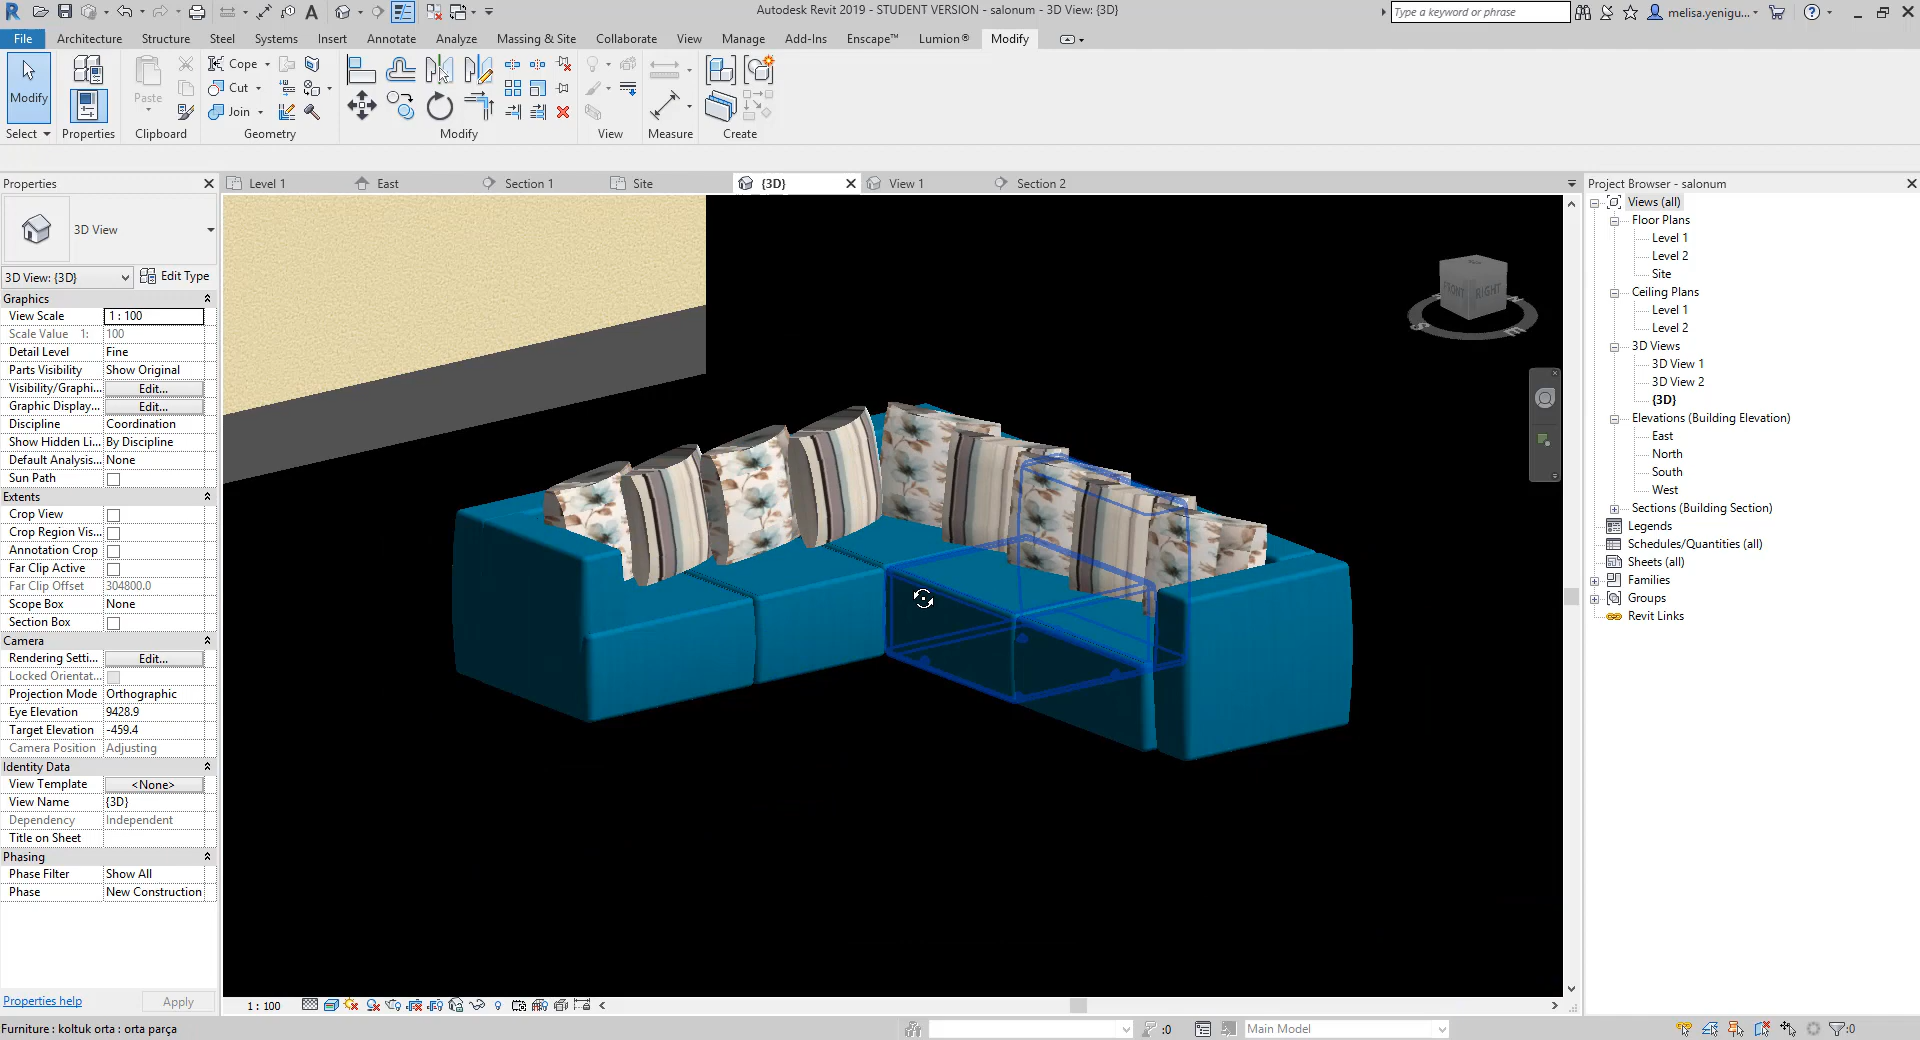 Autodesk Revit 2019 - STUDENT VERSION - salonum - 3D View: {3D}
Type a keyword or phrase
melisa.yenigu...
File Architecture Structure Steel Systems Insert Annotate Analyze Massing & Site Collaborate View Manage Add-Ins Enscape™ Lumion® Modify
Modify
Paste
Cope
Cut
Join
Select Properties Clipboard Geometry Modify View Measure Create
Properties
Level 1 East Section 1 Site {3D} View 1 Section 2
Project Browser - salonum
3D View
3D View: {3D} Edit Type
Graphics
View Scale 1 : 100
Scale Value 1: 100
Detail Level Fine
Parts Visibility Show Original
Visibility/Graphi... Edit...
Graphic Display... Edit...
Discipline Coordination
Show Hidden Li... By Discipline
Default Analysis... None
Sun Path
Extents
Crop View
Crop Region Vis...
Annotation Crop
Far Clip Active
Far Clip Offset 304800.0
Scope Box None
Section Box
Camera
Rendering Setti... Edit...
Locked Orientat...
Projection Mode Orthographic
Eye Elevation 9428.9
Target Elevation -459.4
Camera Position Adjusting
Identity Data
View Template <None>
View Name {3D}
Dependency Independent
Title on Sheet
Phasing
Phase Filter Show All
Phase New Construction
Properties help Apply
FRONT RIGHT
S E
Views (all)
Floor Plans
Level 1
Level 2
Site
Ceiling Plans
Level 1
Level 2
3D Views
3D View 1
3D View 2
{3D}
Elevations (Building Elevation)
East
North
South
West
Sections (Building Section)
Legends
Schedules/Quantities (all)
Sheets (all)
Families
Groups
Revit Links
1 : 100
Furniture : koltuk orta : orta parça
:0
Main Model
:0